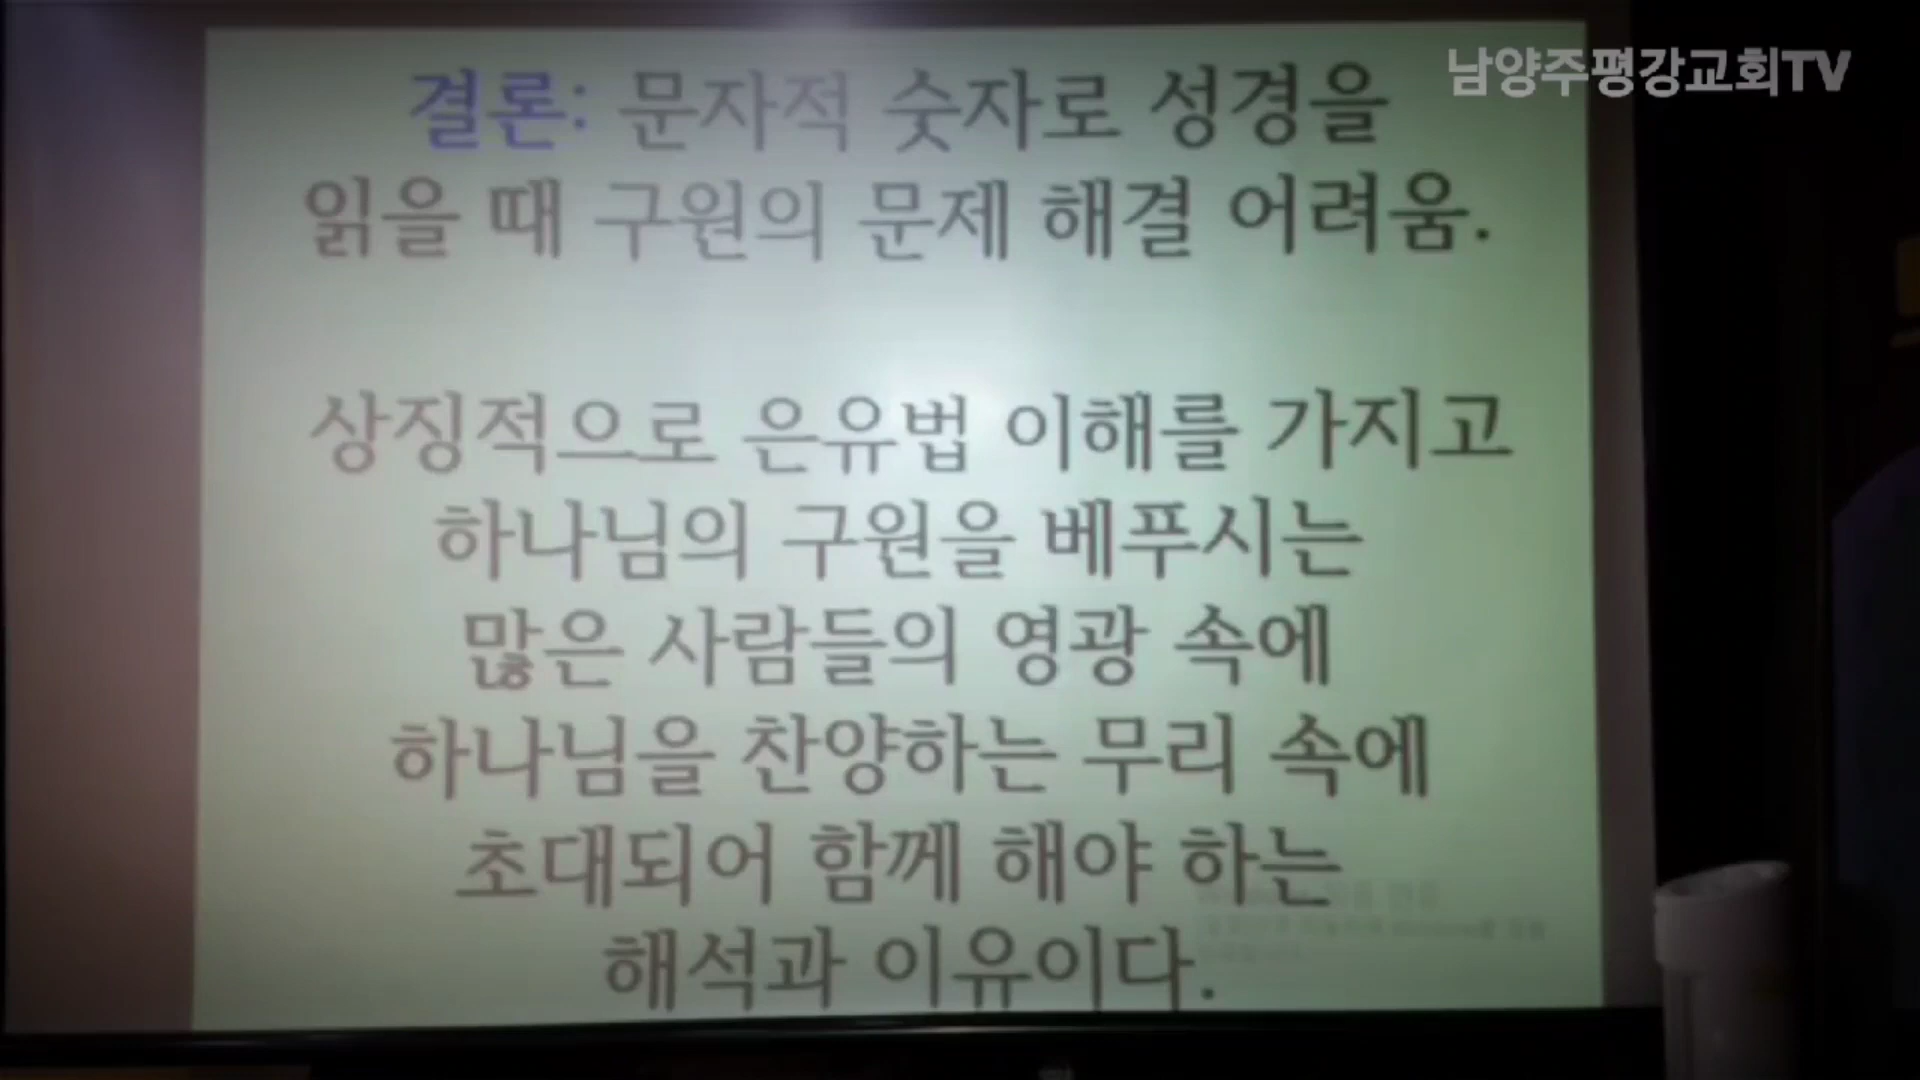 남양주평강교회TV
결론: 문자적 숫자로 성경을
읽을 때 구원의 문제 해결 어려움.
상징적으로 은유법 이해를 가지고
하나님의 구원을 베푸시는
많은 사람들의 영광 속에
하나님을 찬양하는 무리 속에
초대되어 함께 해야 하는
해석과 이유이다.